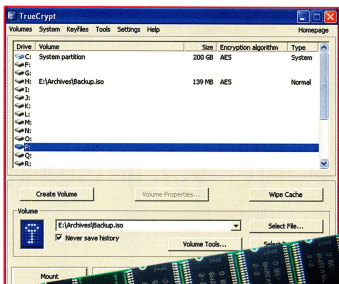 TrueCrypt
Volumes System Keyfiles Tools Settings Help Homepage
Drive Volume Size Encryption algorithm Type
C: System partition 200 GB AES System
F:
G:
H: E:\Archives\Backup.iso 139 MB AES Normal
I:
J:
K:
L:
M:
N:
O:
P:
Q:
R:
Create Volume Volume Properties... Wipe Cache
Volume
E:\Archives\Backup.iso Select File...
Never save history
Volume Tools...
Mount